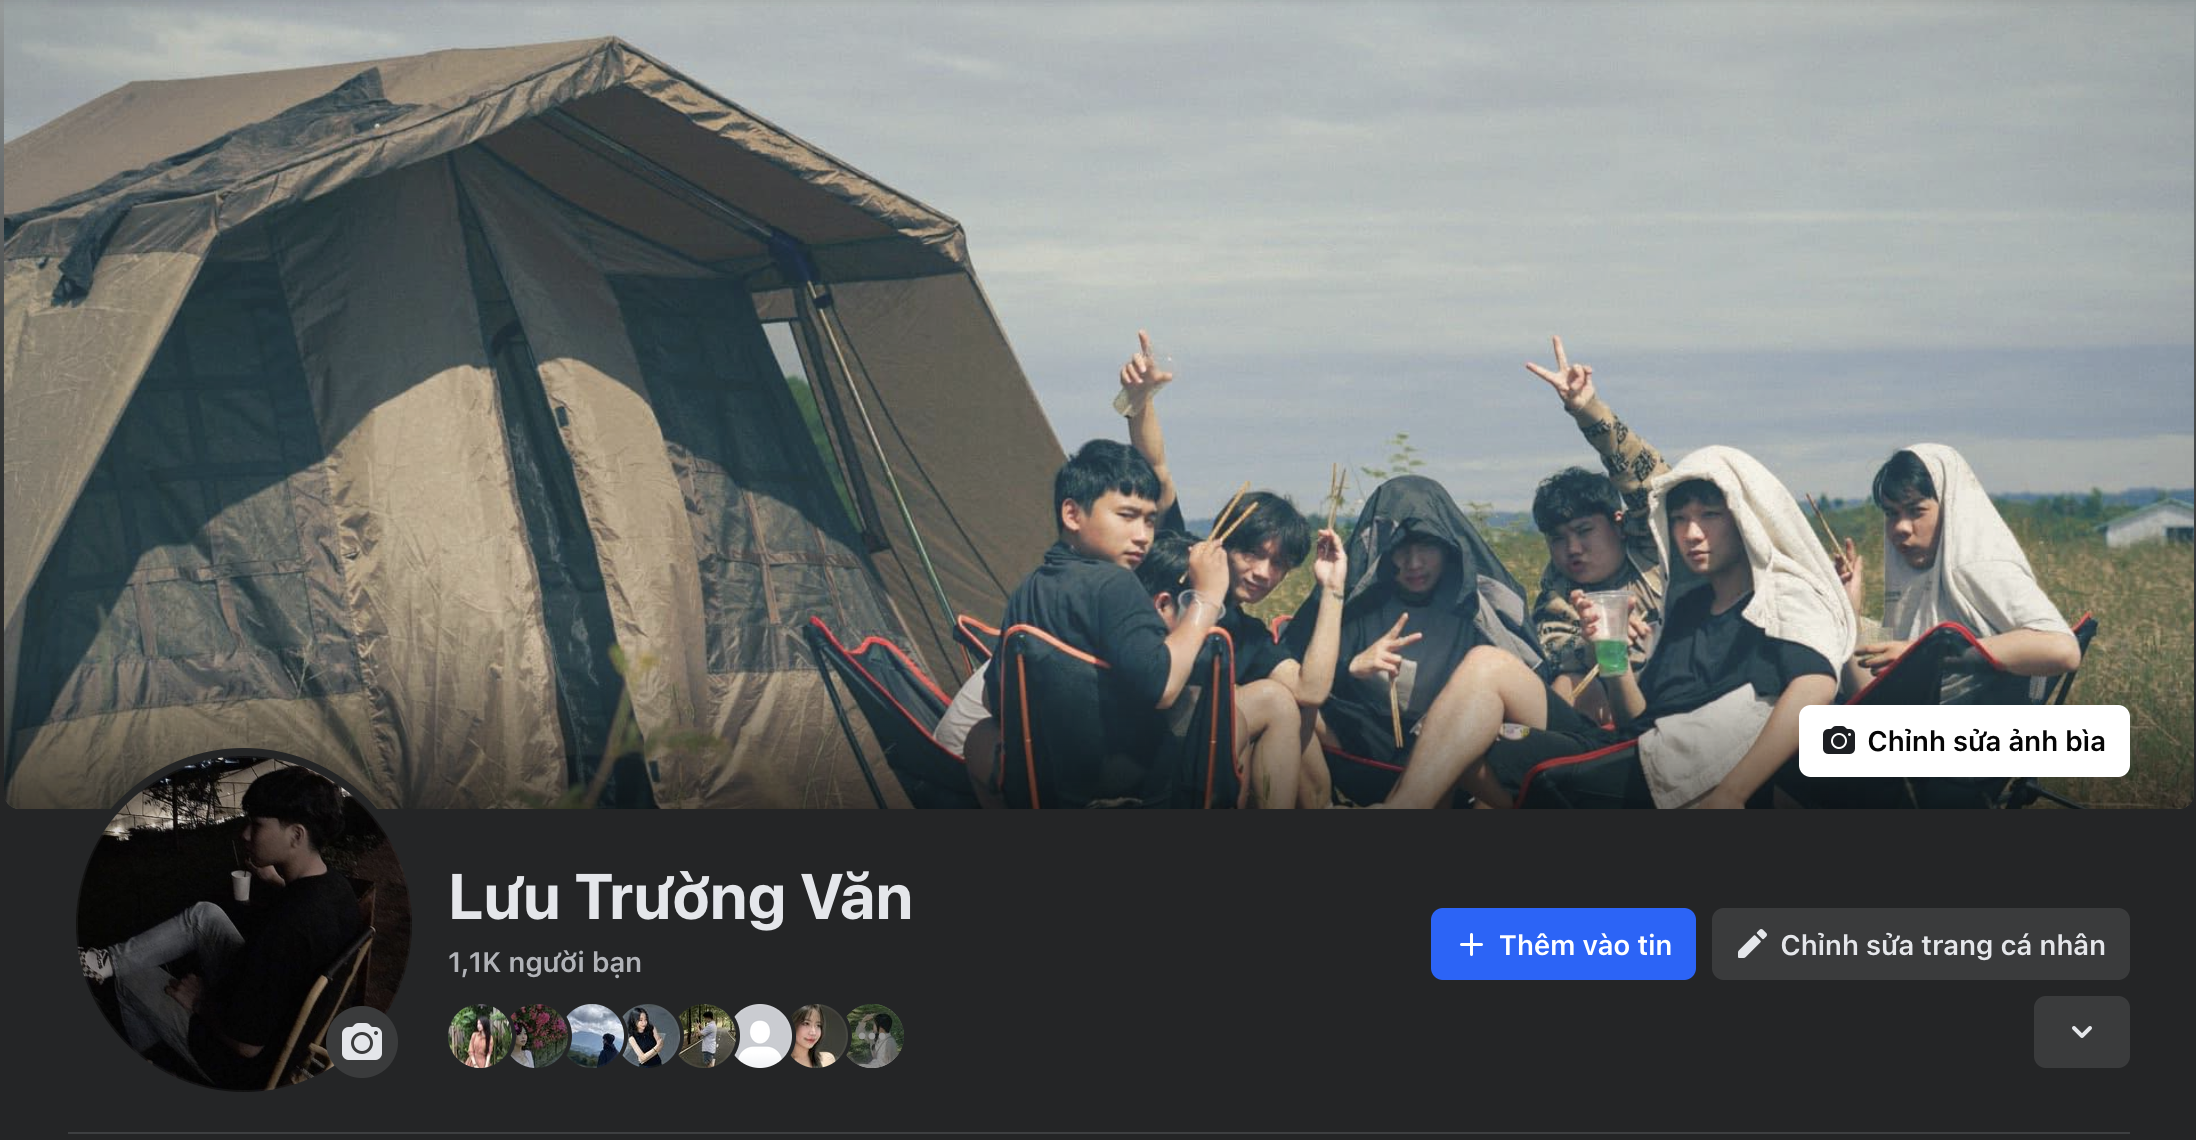 Chỉnh sửa ảnh bìa
Lưu Trường Văn
1,1K người bạn
Thêm vào tin
Chỉnh sửa trang cá nhân